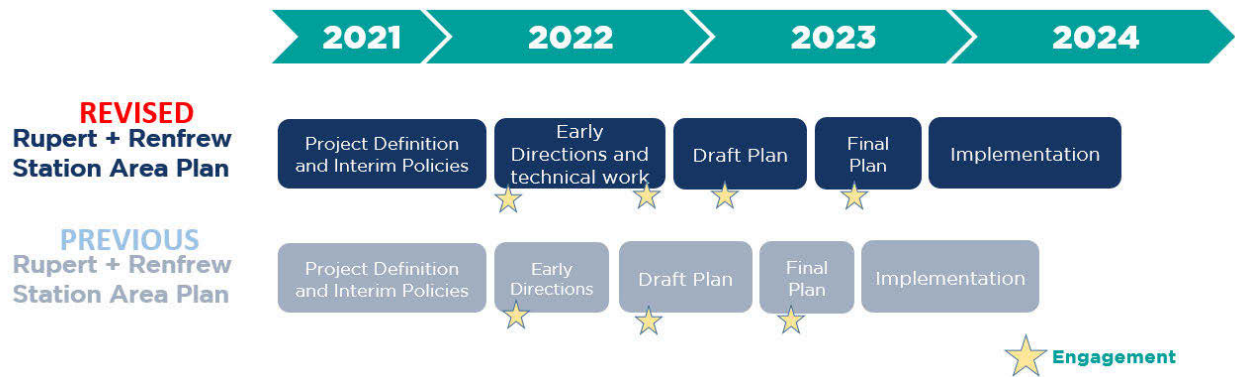 2021 2022 2023 2024
REVISED
Rupert + Renfrew
Station Area Plan
Project Definition
and Interim Policies
Early
Directions and
technical work
Draft Plan
Final
Plan
Implementation
PREVIOUS
Rupert + Renfrew
Station Area Plan
Project Definition
and Interim Policies
Early
Directions
Draft Plan
Final
Plan
Implementation
Engagement